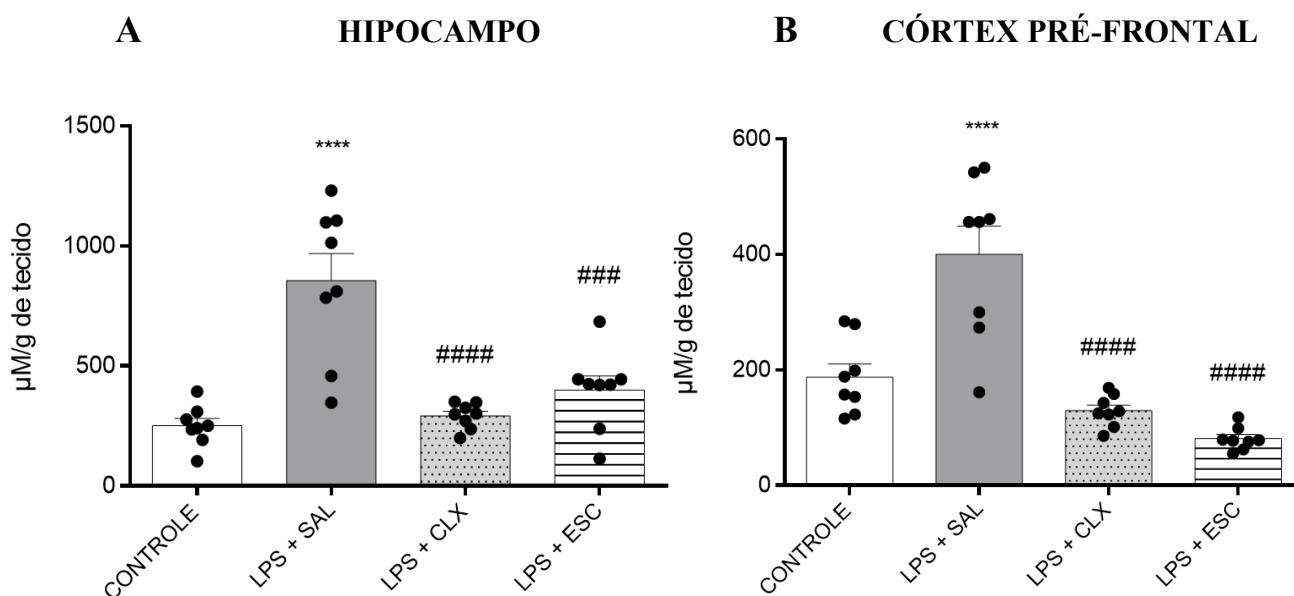 A HIPOCAMPO
µM/g de tecido
1500
1000
500
0
****
####
###
CONTROLE
LPS + SAL
LPS + CLX
LPS + ESC
B CÓRTEX PRÉ-FRONTAL
µM/g de tecido
600
400
200
0
****
####
####
CONTROLE
LPS + SAL
LPS + CLX
LPS + ESC